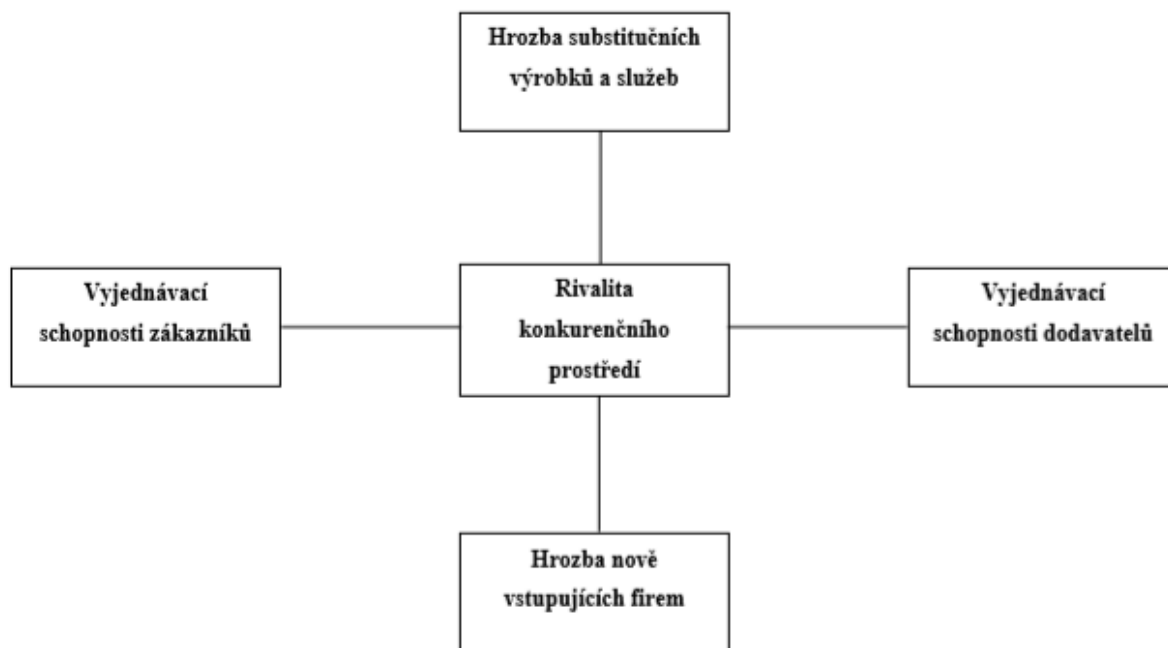 Hrozba substitučních
výrobků a služeb
Vyjednávací
schopnosti zákazníků
Rivalita
konkurenčního
prostředí
Vyjednávací
schopnosti dodavatelů
Hrozba nově
vstupujících firem